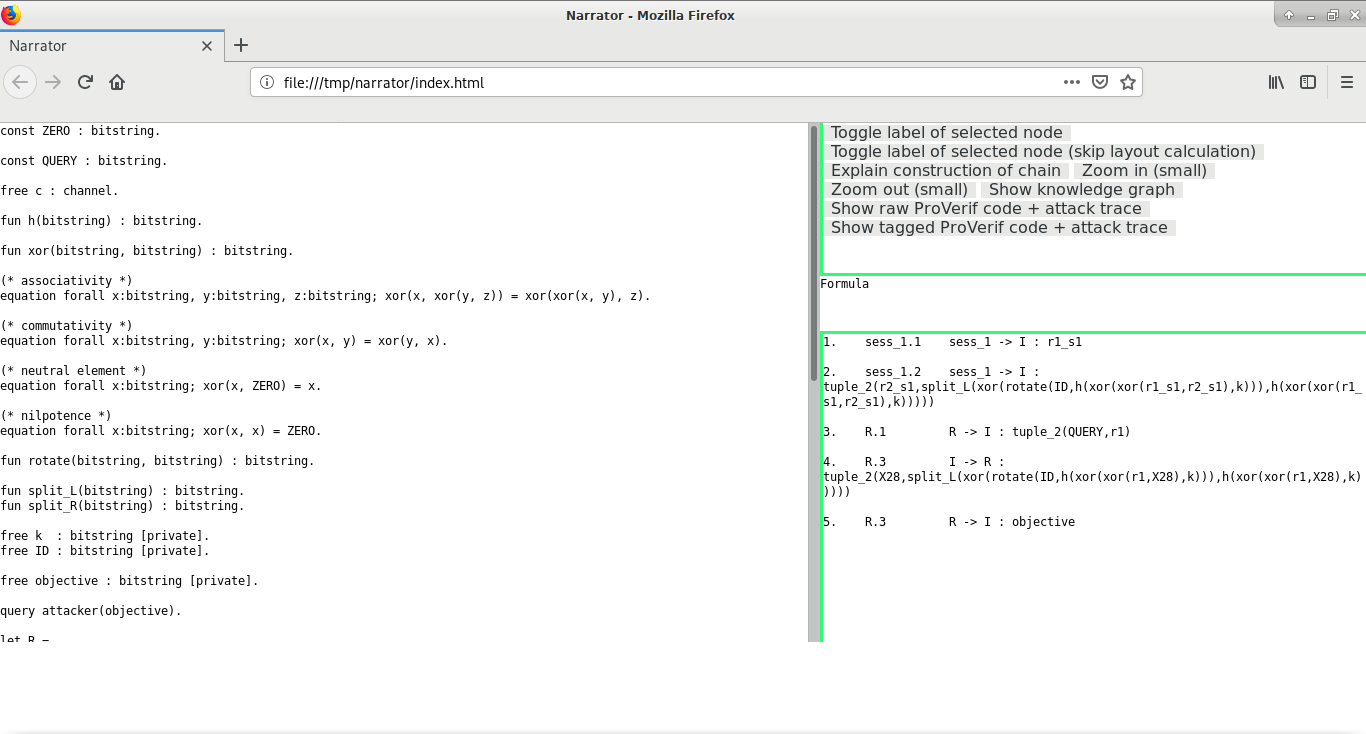 Narrator - Mozilla Firefox
Narrator
file:///tmp/narrator/index.html
const ZERO : bitstring.
const QUERY : bitstring.
free c : channel.
fun h(bitstring) : bitstring.
fun xor(bitstring, bitstring) : bitstring.
(* associativity *)
equation forall x:bitstring, y:bitstring, z:bitstring; xor(x, xor(y, z)) = xor(xor(x, y), z).
(* commutativity *)
equation forall x:bitstring, y:bitstring; xor(x, y) = xor(y, x).
(* neutral element *)
equation forall x:bitstring; xor(x, ZERO) = x.
(* nilpotence *)
equation forall x:bitstring; xor(x, x) = ZERO.
fun rotate(bitstring, bitstring) : bitstring.
fun split_L(bitstring) : bitstring.
fun split_R(bitstring) : bitstring.
free k  : bitstring [private].
free ID : bitstring [private].
free objective : bitstring [private].
query attacker(objective).
let R =
Toggle label of selected node
Toggle label of selected node (skip layout calculation)
Explain construction of chain Zoom in (small)
Zoom out (small) Show knowledge graph
Show raw ProVerif code + attack trace
Show tagged ProVerif code + attack trace
Formula
1.    sess_1.1    sess_1 -> I : r1_s1
2.    sess_1.2    sess_1 -> I :
tuple_2(r2_s1,split_L(xor(rotate(ID,h(xor(xor(r1_s1,r2_s1),k))),h(xor(xor(r1_
s1,r2_s1),k)))))
3.    R.1         R -> I : tuple_2(QUERY,r1)
4.    R.3         I -> R :
tuple_2(X28,split_L(xor(rotate(ID,h(xor(xor(r1,X28),k))),h(xor(xor(r1,X28),k)
))))
5.    R.3         R -> I : objective